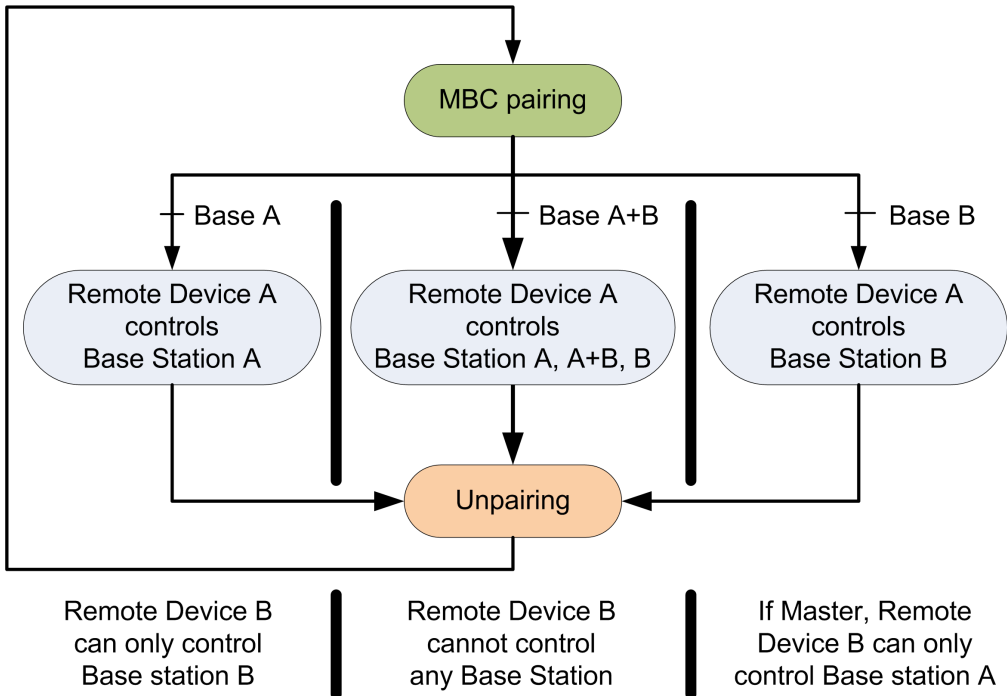 MBC pairing
Base A
Base A+B
Base B
Remote Device A
controls
Base Station A
Remote Device A
controls
Base Station A, A+B, B
Remote Device A
controls
Base Station B
Unpairing
Remote Device B
can only control
Base station B
Remote Device B
cannot control
any Base Station
If Master, Remote
Device B can only
control Base station A